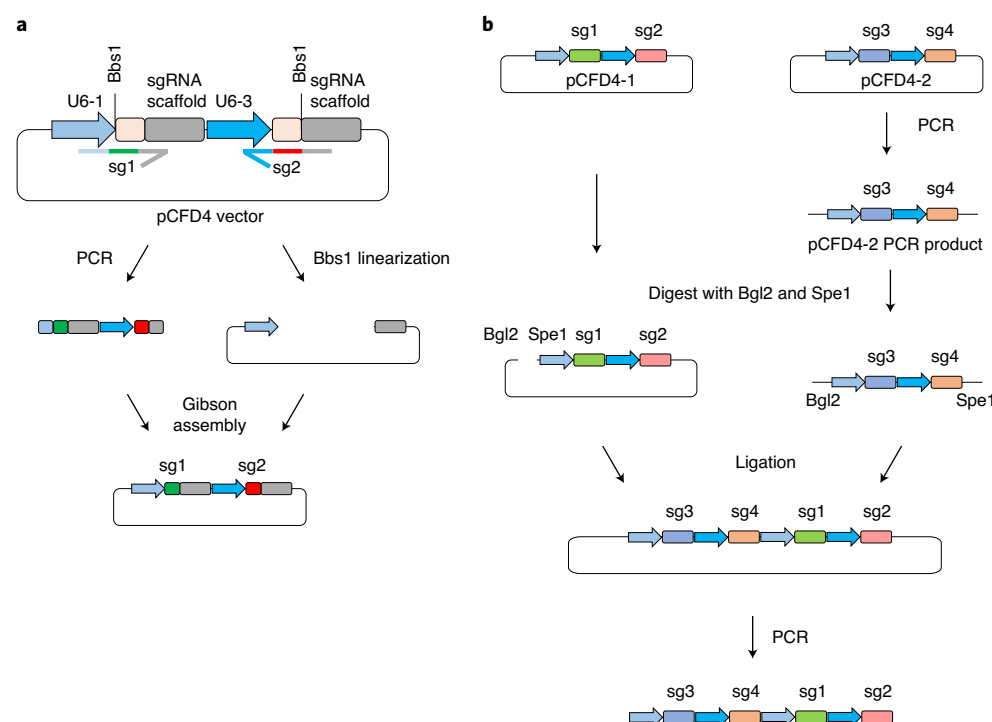 a
Bbs1
Bbs1
U6-1
sgRNA
scaffold
U6-3
sgRNA
scaffold
sg1
sg2
pCFD4 vector
PCR
Bbs1 linearization
Gibson
assembly
sg1
sg2
b
sg1
sg2
pCFD4-1
sg3
sg4
pCFD4-2
PCR
sg3
sg4
pCFD4-2 PCR product
Digest with Bgl2 and Spe1
Bgl2
Spe1
sg1
sg2
sg3
sg4
Bgl2
Spe1
Ligation
sg3
sg4
sg1
sg2
PCR
sg3
sg4
sg1
sg2